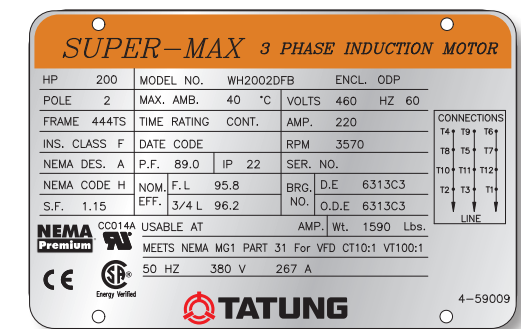 SUPER-MAX 3 PHASE INDUCTION MOTOR
HP 200 MODEL NO. WH2002DFB ENCL. ODP
POLE 2 MAX. AMB. 40 °C VOLTS 460 HZ 60
FRAME 444TS TIME RATING CONT. AMP. 220
INS. CLASS F DATE CODE RPM 3570
NEMA DES. A P.F. 89.0 IP 22 SER. NO.
NEMA CODE H NOM. EFF. F.L 95.8 BRG. NO. D.E 6313C3
S.F. 1.15 3/4 L 96.2 O.D.E 6313C3
CONNECTIONS
T4 T9 T6
T8 T5 T7
T10 T11 T12
T2 T3 T1
LINE
NEMA Premium CC014A USABLE AT AMP. Wt. 1590 Lbs.
MEETS NEMA MG1 PART 31 For VFD CT10:1 VT100:1
50 HZ 380 V 267 A
CE SA® Energy Verified
TATUNG
4-59009